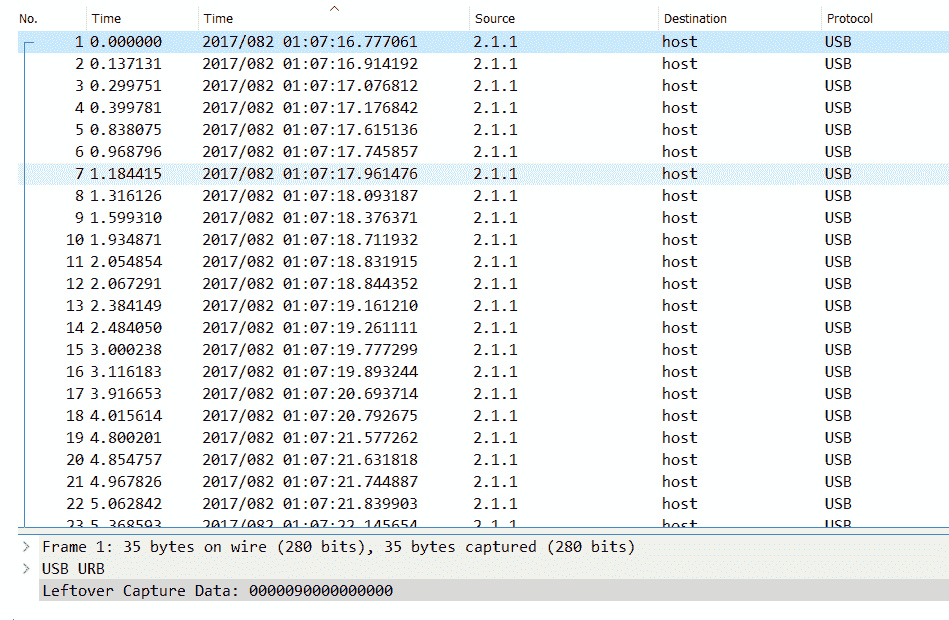 No. Time Time Source Destination Protocol
1 0.000000 2017/082 01:07:16.777061 2.1.1 host USB
2 0.137131 2017/082 01:07:16.914192 2.1.1 host USB
3 0.299751 2017/082 01:07:17.076812 2.1.1 host USB
4 0.399781 2017/082 01:07:17.176842 2.1.1 host USB
5 0.838075 2017/082 01:07:17.615136 2.1.1 host USB
6 0.968796 2017/082 01:07:17.745857 2.1.1 host USB
7 1.184415 2017/082 01:07:17.961476 2.1.1 host USB
8 1.316126 2017/082 01:07:18.093187 2.1.1 host USB
9 1.599310 2017/082 01:07:18.376371 2.1.1 host USB
10 1.934871 2017/082 01:07:18.711932 2.1.1 host USB
11 2.054854 2017/082 01:07:18.831915 2.1.1 host USB
12 2.067291 2017/082 01:07:18.844352 2.1.1 host USB
13 2.384149 2017/082 01:07:19.161210 2.1.1 host USB
14 2.484050 2017/082 01:07:19.261111 2.1.1 host USB
15 3.000238 2017/082 01:07:19.777299 2.1.1 host USB
16 3.116183 2017/082 01:07:19.893244 2.1.1 host USB
17 3.916653 2017/082 01:07:20.693714 2.1.1 host USB
18 4.015614 2017/082 01:07:20.792675 2.1.1 host USB
19 4.800201 2017/082 01:07:21.577262 2.1.1 host USB
20 4.854757 2017/082 01:07:21.631818 2.1.1 host USB
21 4.967826 2017/082 01:07:21.744887 2.1.1 host USB
22 5.062842 2017/082 01:07:21.839903 2.1.1 host USB
23 5.368593 2017/082 01:07:22.145654 2.1.1 host USB
Frame 1: 35 bytes on wire (280 bits), 35 bytes captured (280 bits)
USB URB
Leftover Capture Data: 0000090000000000